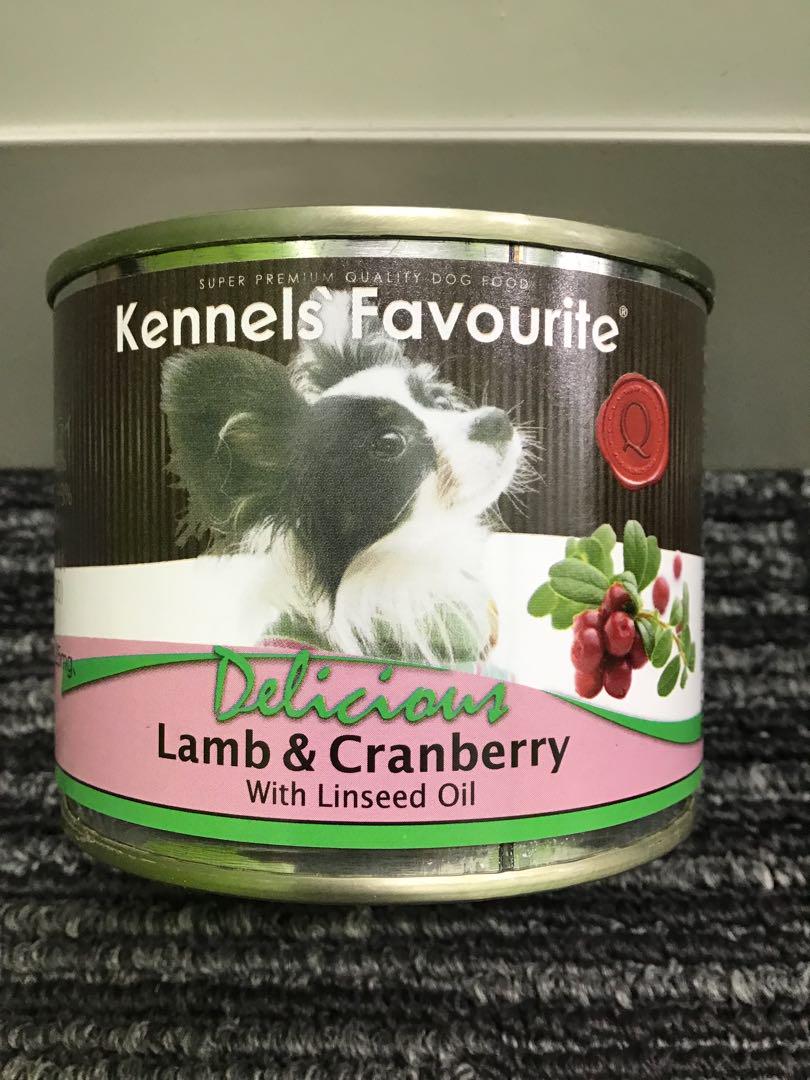 SUPER PREMIUM QUALITY DOG FOOD
Kennels` Favourite®
Q
Delicious
Lamb & Cranberry
With Linseed Oil